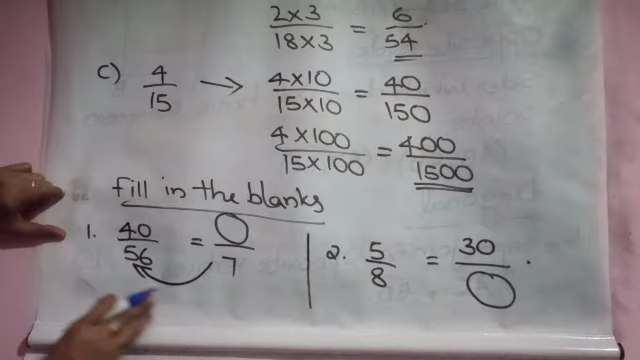 2×3/18×3 = 6/54.
c) 4/15 → 4×10/15×10 = 40/150
4×100/15×100 = 400/1500
fill in the blanks
1. 40/56 = ◯/7
2. 5/8 = 30/◯.